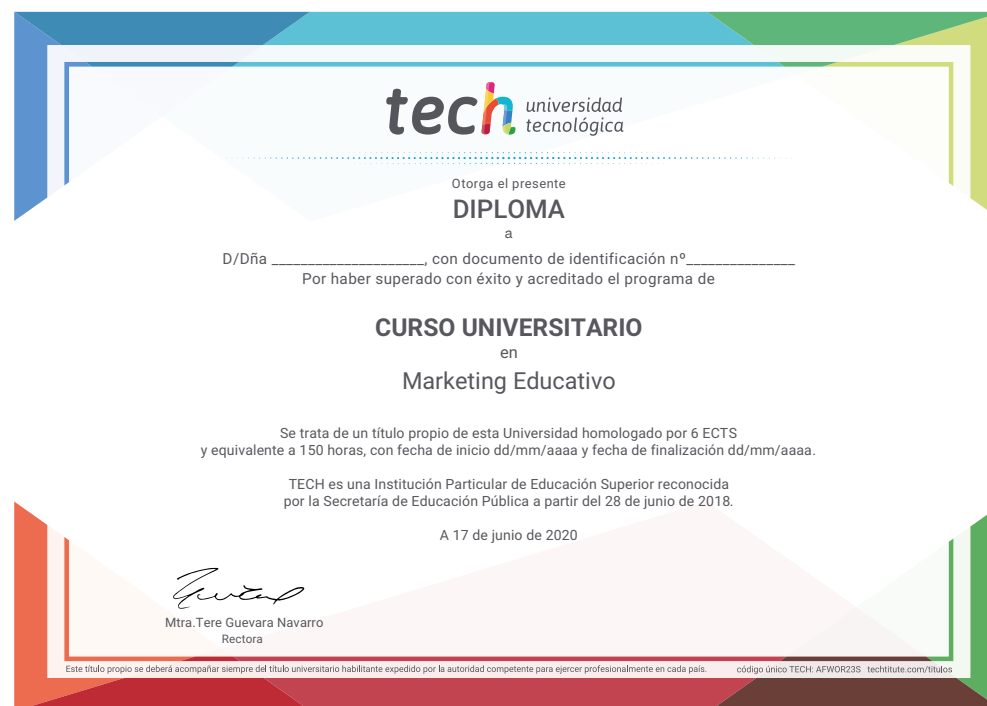 tech universidad
tecnológica
Otorga el presente
DIPLOMA
a
D/Dña ______________________, con documento de identificación nº_______________
Por haber superado con éxito y acreditado el programa de
CURSO UNIVERSITARIO
en
Marketing Educativo
Se trata de un título propio de esta Universidad homologado por 6 ECTS
y equivalente a 150 horas, con fecha de inicio dd/mm/aaaa y fecha de finalización dd/mm/aaaa.
TECH es una Institución Particular de Educación Superior reconocida
por la Secretaría de Educación Pública a partir del 28 de junio de 2018.
A 17 de junio de 2020
Mtra.Tere Guevara Navarro
Rectora
Este título propio se deberá acompañar siempre del título universitario habilitante expedido por la autoridad competente para ejercer profesionalmente en cada país. código único TECH: AFWOR23S techtitute.com/titulos